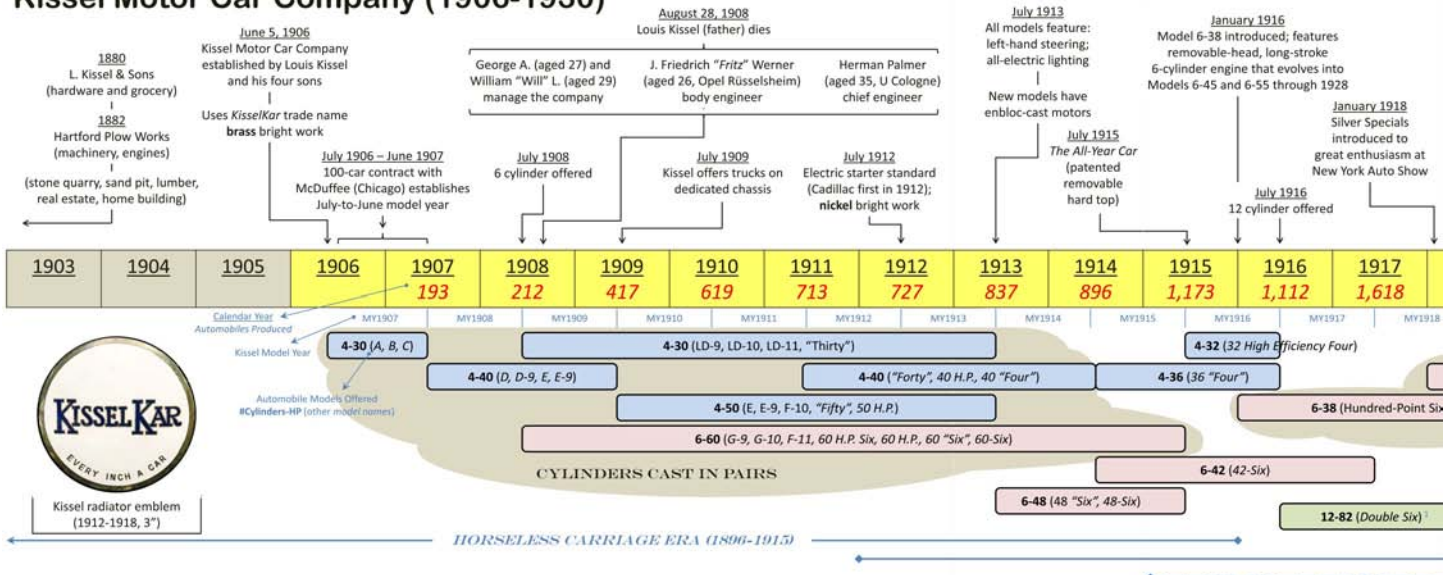 Kissel Motor Car Company (1906-1930)
1880
L. Kissel & Sons
(hardware and grocery)
1882
Hartford Plow Works
(machinery, engines)
(stone quarry, sand pit, lumber,
real estate, home building)
June 5, 1906
Kissel Motor Car Company
established by Louis Kissel
and his four sons
Uses KisselKar trade name
brass bright work
July 1906 – June 1907
100-car contract with
McDuffee (Chicago) establishes
July-to-June model year
August 28, 1908
Louis Kissel (father) dies
George A. (aged 27) and
William "Will" L. (aged 29)
manage the company
J. Friedrich "Fritz" Werner
(aged 26, Opel Rüsselsheim)
body engineer
Herman Palmer
(aged 35, U Cologne)
chief engineer
July 1908
6 cylinder offered
July 1909
Kissel offers trucks on
dedicated chassis
July 1912
Electric starter standard
(Cadillac first in 1912);
nickel bright work
July 1913
All models feature:
left-hand steering;
all-electric lighting
New models have
enbloc-cast motors
July 1915
The All-Year Car
(patented
removable
hard top)
January 1916
Model 6-38 introduced; features
removable-head, long-stroke
6-cylinder engine that evolves into
Models 6-45 and 6-55 through 1928
July 1916
12 cylinder offered
January 1918
Silver Specials
introduced to
great enthusiasm at
New York Auto Show
1903 1904 1905 1906 1907 1908 1909 1910 1911 1912 1913 1914 1915 1916 1917
193 212 417 619 713 727 837 896 1,173 1,112 1,618
Calendar Year
Automobiles Produced
MY1907 MY1908 MY1909 MY1910 MY1911 MY1912 MY1913 MY1914 MY1915 MY1916 MY1917 MY1918
Kissel Model Year
4-30 (A, B, C)
4-30 (LD-9, LD-10, LD-11, "Thirty")
4-32 (32 High Efficiency Four)
4-40 (D, D-9, E, E-9)
4-40 ("Forty", 40 H.P., 40 "Four")
4-36 (36 "Four")
Automobile Models Offered
#Cylinders-HP (other model names)
4-50 (E, E-9, F-10, "Fifty", 50 H.P.)
6-38 (Hundred-Point Six
6-60 (G-9, G-10, F-11, 60 H.P. Six, 60 H.P., 60 "Six", 60-Six)
CYLINDERS CAST IN PAIRS
6-42 (42-Six)
6-48 (48 "Six", 48-Six)
12-82 (Double Six)
KISSELKAR
EVERY INCH A CAR
Kissel radiator emblem
(1912-1918, 3")
HORSELESS CARRIAGE ERA (1896-1915)